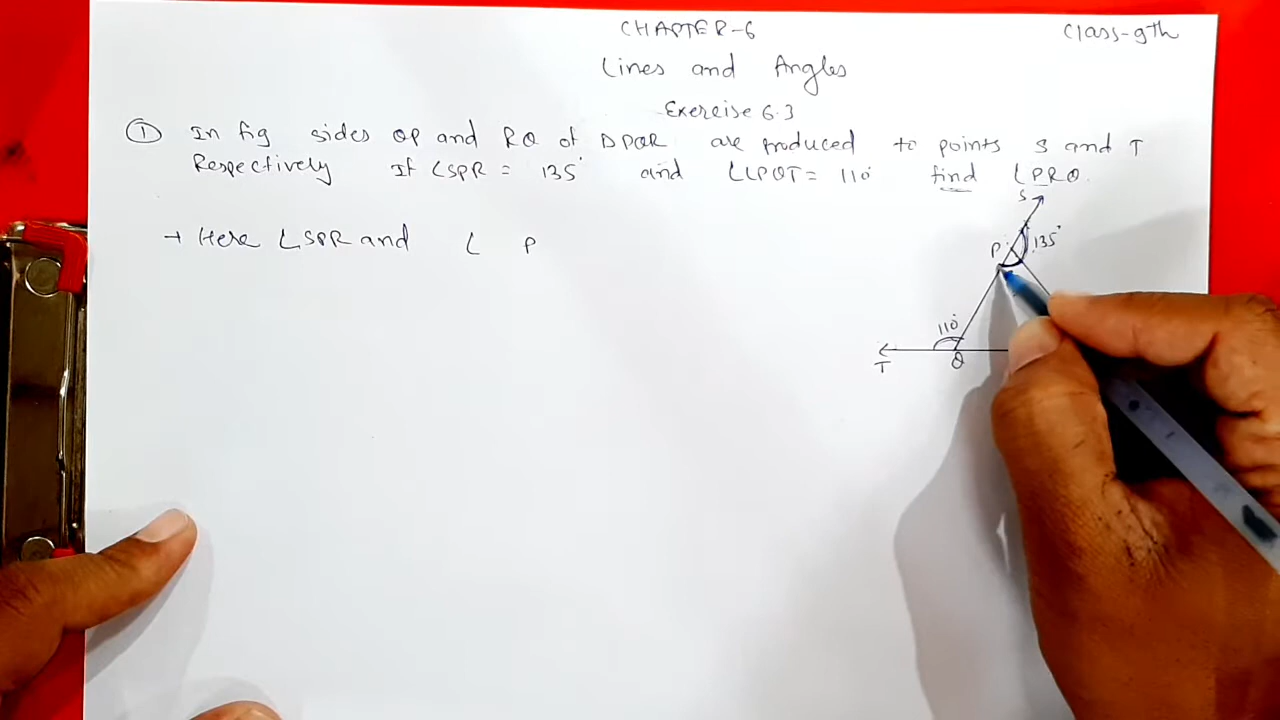 CHAPTER-6
Class-9th
Lines and Angles
Exercise 6.3
① In fig sides QP and RQ of ΔPQR are produced to points S and T
Respectively If ∠SPR = 135° and ∠LPQT = 110° find ∠PRQ.
→ Here ∠SPR and ∠ P
S
P
135°
110°
T
Q